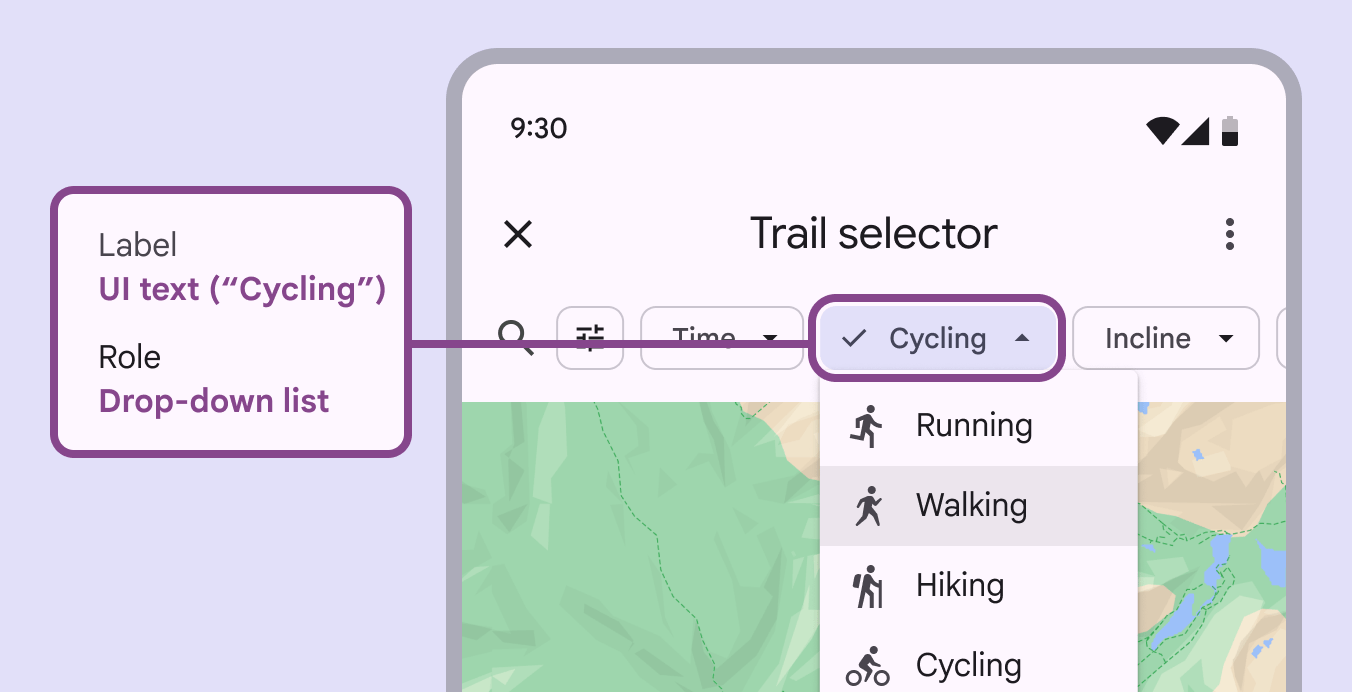 9:30
Label
UI text (“Cycling”)
Role
Drop-down list
Trail selector
Time
Cycling
Incline
Running
Walking
Hiking
Cycling